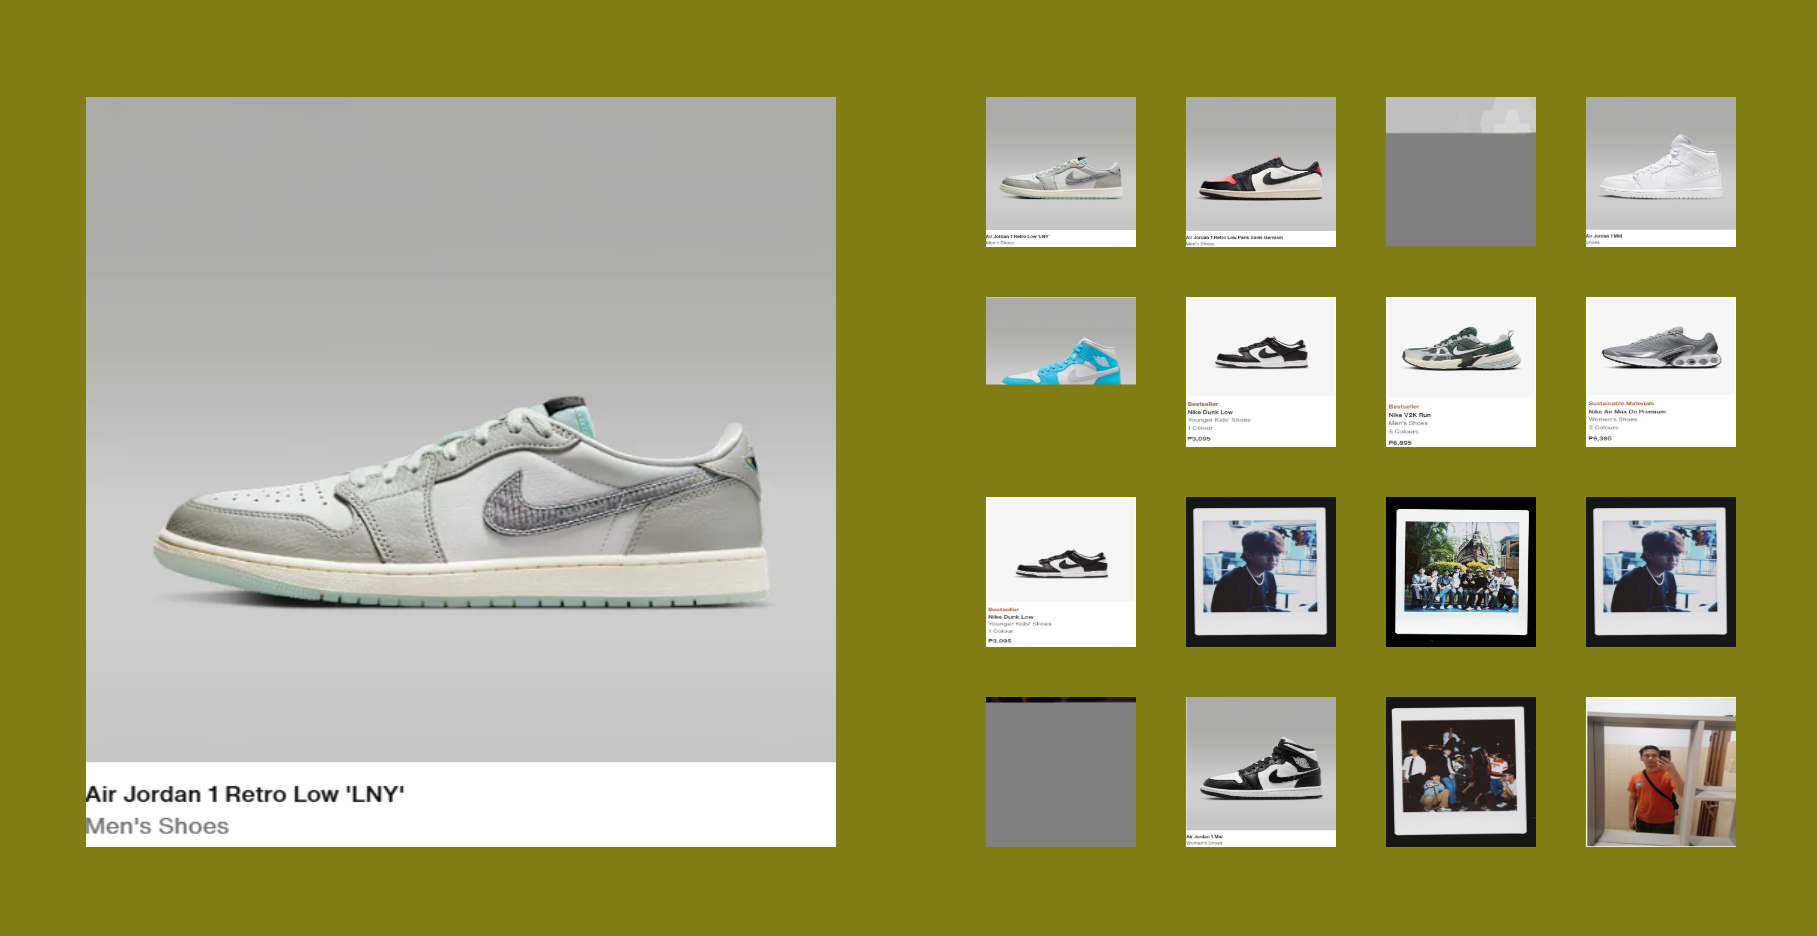 Air Jordan 1 Retro Low 'LNY'
Men's Shoes
Air Jordan 1 Retro Low 'LNY'
Men's Shoes
Air Jordan 1 Retro Low Paris Saint-Germain
Men's Shoes
Air Jordan 1 Mid
Shoes
Bestseller
Nike Dunk Low
Younger Kids' Shoes
1 Colour
₱3,095
Bestseller
Nike V2K Run
Men's Shoes
5 Colours
₱6,895
Sustainable Materials
Nike Air Max Dn Premium
Women's Shoes
2 Colours
₱9,395
Bestseller
Nike Dunk Low
Younger Kids' Shoes
1 Colour
₱3,095
Air Jordan 1 Mid
Women's Shoes